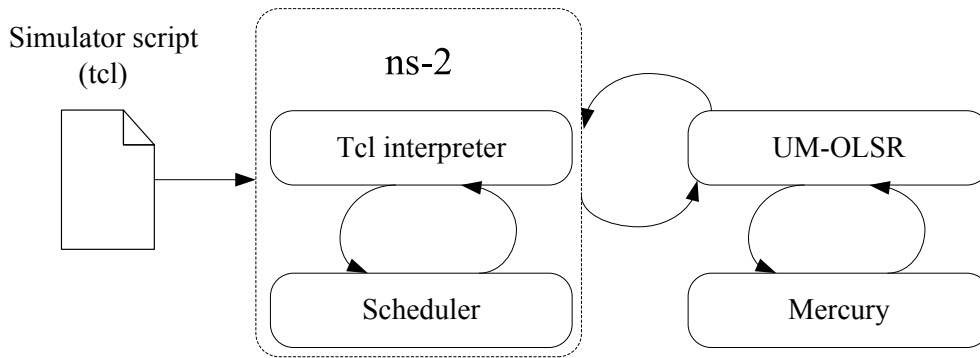 Simulator script
(tcl)
ns-2
Tcl interpreter
UM-OLSR
Scheduler
Mercury